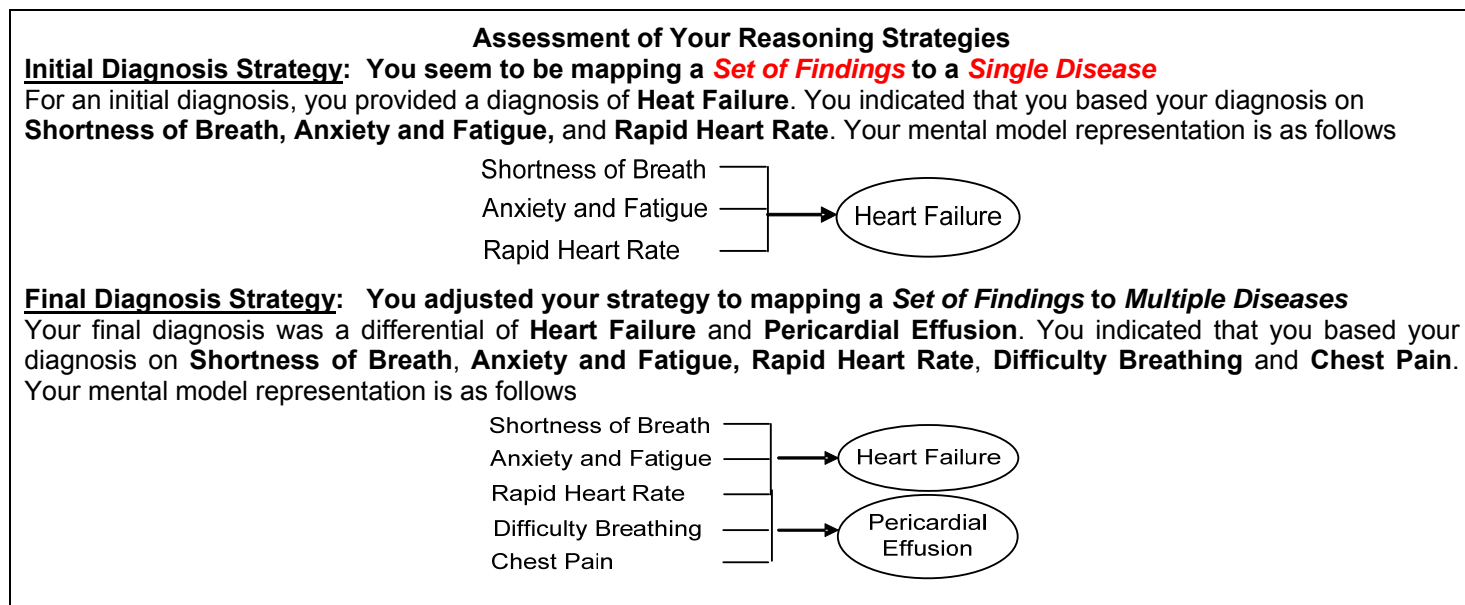 Assessment of Your Reasoning Strategies
Initial Diagnosis Strategy: You seem to be mapping a Set of Findings to a Single Disease
For an initial diagnosis, you provided a diagnosis of Heat Failure. You indicated that you based your diagnosis on
Shortness of Breath, Anxiety and Fatigue, and Rapid Heart Rate. Your mental model representation is as follows
Shortness of Breath
Anxiety and Fatigue
Rapid Heart Rate
Heart Failure
Final Diagnosis Strategy: You adjusted your strategy to mapping a Set of Findings to Multiple Diseases
Your final diagnosis was a differential of Heart Failure and Pericardial Effusion. You indicated that you based your
diagnosis on Shortness of Breath, Anxiety and Fatigue, Rapid Heart Rate, Difficulty Breathing and Chest Pain.
Your mental model representation is as follows
Shortness of Breath
Anxiety and Fatigue
Rapid Heart Rate
Difficulty Breathing
Chest Pain
Heart Failure
Pericardial
Effusion